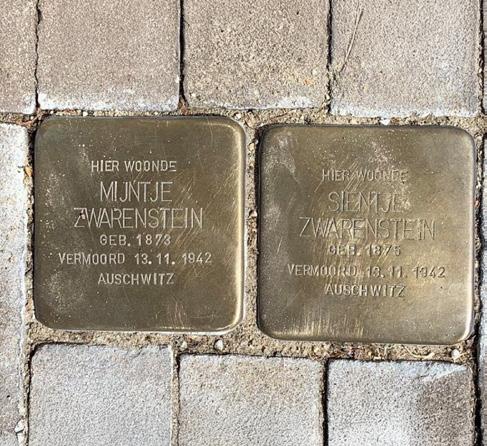 HIER WOONDE
MIJNTJE
ZWARENSTEIN
GEB. 1873
VERMOORD 13.11.1942
AUSCHWITZ
HIER WOONDE
SIENTJE
ZWARENSTEIN
GEB. 1875
VERMOORD 13.11.1942
AUSCHWITZ